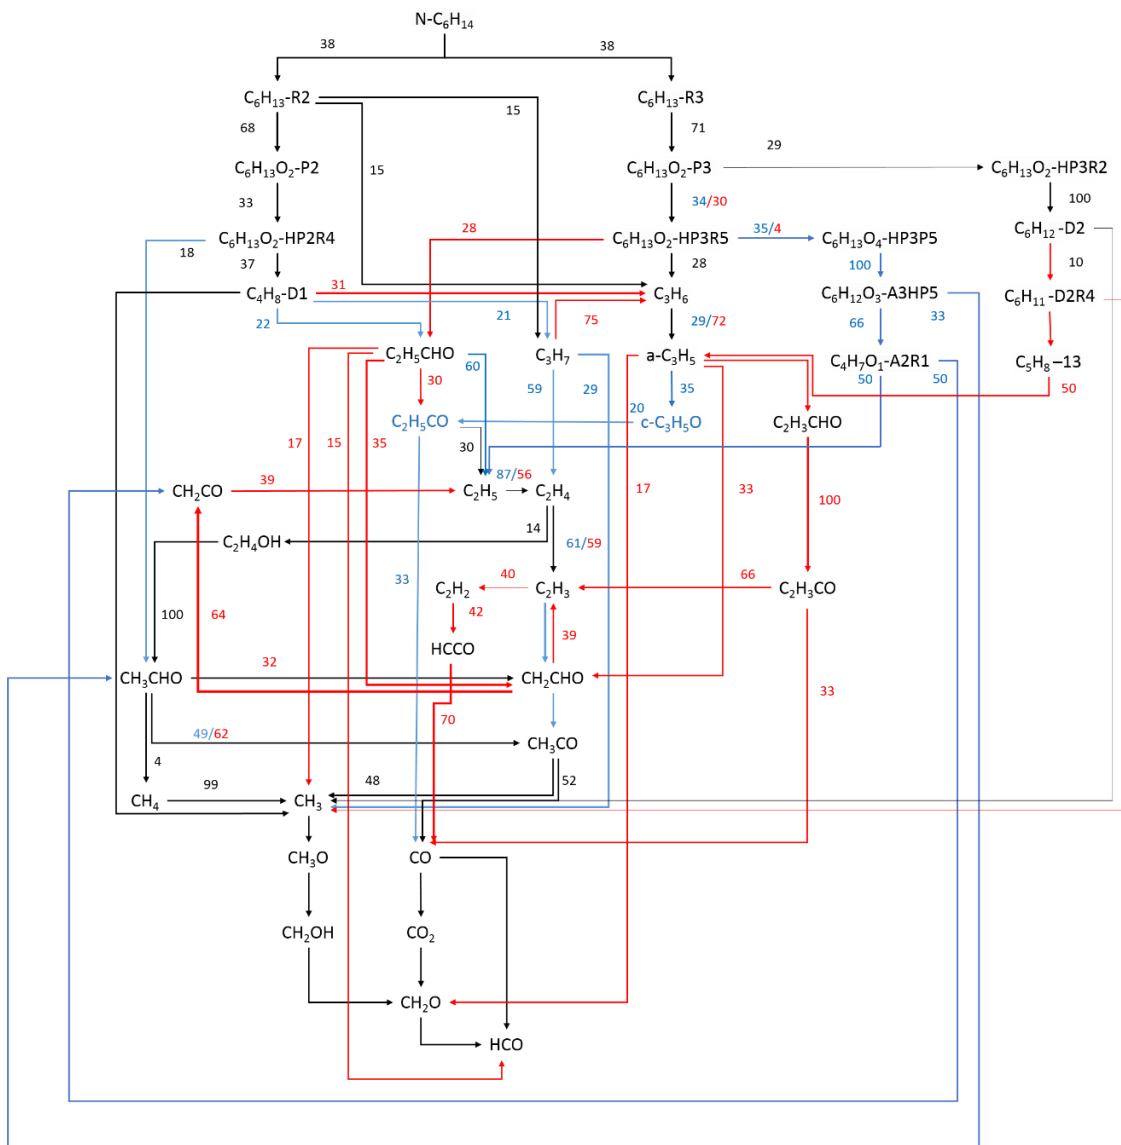 N-C₆H₁₄
38 38
C₆H₁₃-R2 C₆H₁₃-R3
68 15 71
29
C₆H₁₃O₂-P2 15 C₆H₁₃O₂-P3 C₆H₁₃O₂-HP3R2
33 34/30 100
28 35/4 C₆H₁₂-D2
18 C₆H₁₃O₂-HP2R4 C₆H₁₃O₂-HP3R5 C₆H₁₃O₄-HP3P5
37 28 100 10
31
C₄H₈-D1 C₃H₆ C₆H₁₂O₃-A3HP5 C₆H₁₁-D2R4
22 21 75 29/72 66 33
C₂H₅CHO C₃H₇ a-C₃H₅ C₄H₇O₁-A2R1 C₅H₈–13
60 50 50
30 59 29 35 50
20
C₂H₅CO c-C₃H₅O C₂H₃CHO
17 15 35 30
39 87/56 17 33 100
CH₂CO C₂H₅ C₂H₄
14
C₂H₄OH 61/59
33 40 66
C₂H₂ C₂H₃ C₂H₃CO
100 64 42
39
HCCO
32
CH₃CHO CH₂CHO 33
70
49/62
CH₃CO
4
99 48 52
CH₄ CH₃
CH₃O CO
CH₂OH CO₂
CH₂O
HCO